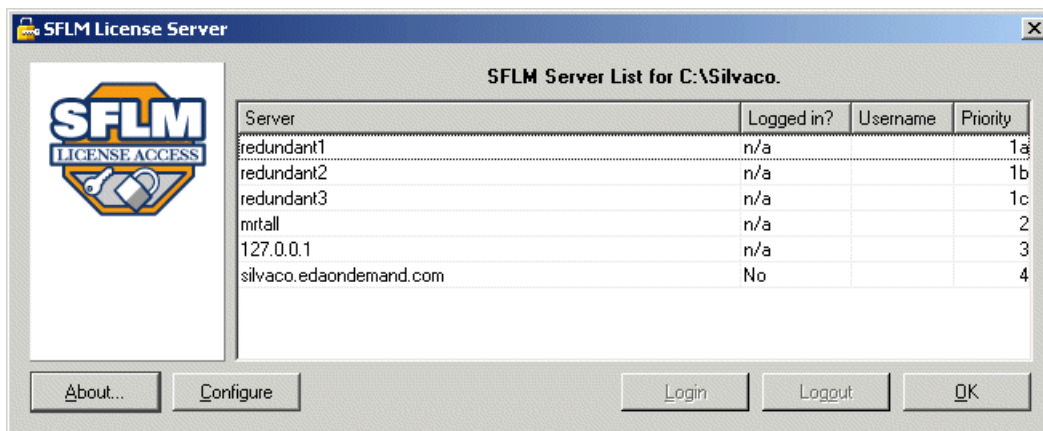 SFLM License Server
SFLM
LICENSE ACCESS
SFLM Server List for C:\Silvaco.
Server Logged in? Username Priority
redundant1 n/a 1a
redundant2 n/a 1b
redundant3 n/a 1c
mrtall n/a 2
127.0.0.1 n/a 3
silvaco.edaondemand.com No 4
About... Configure Login Logout OK